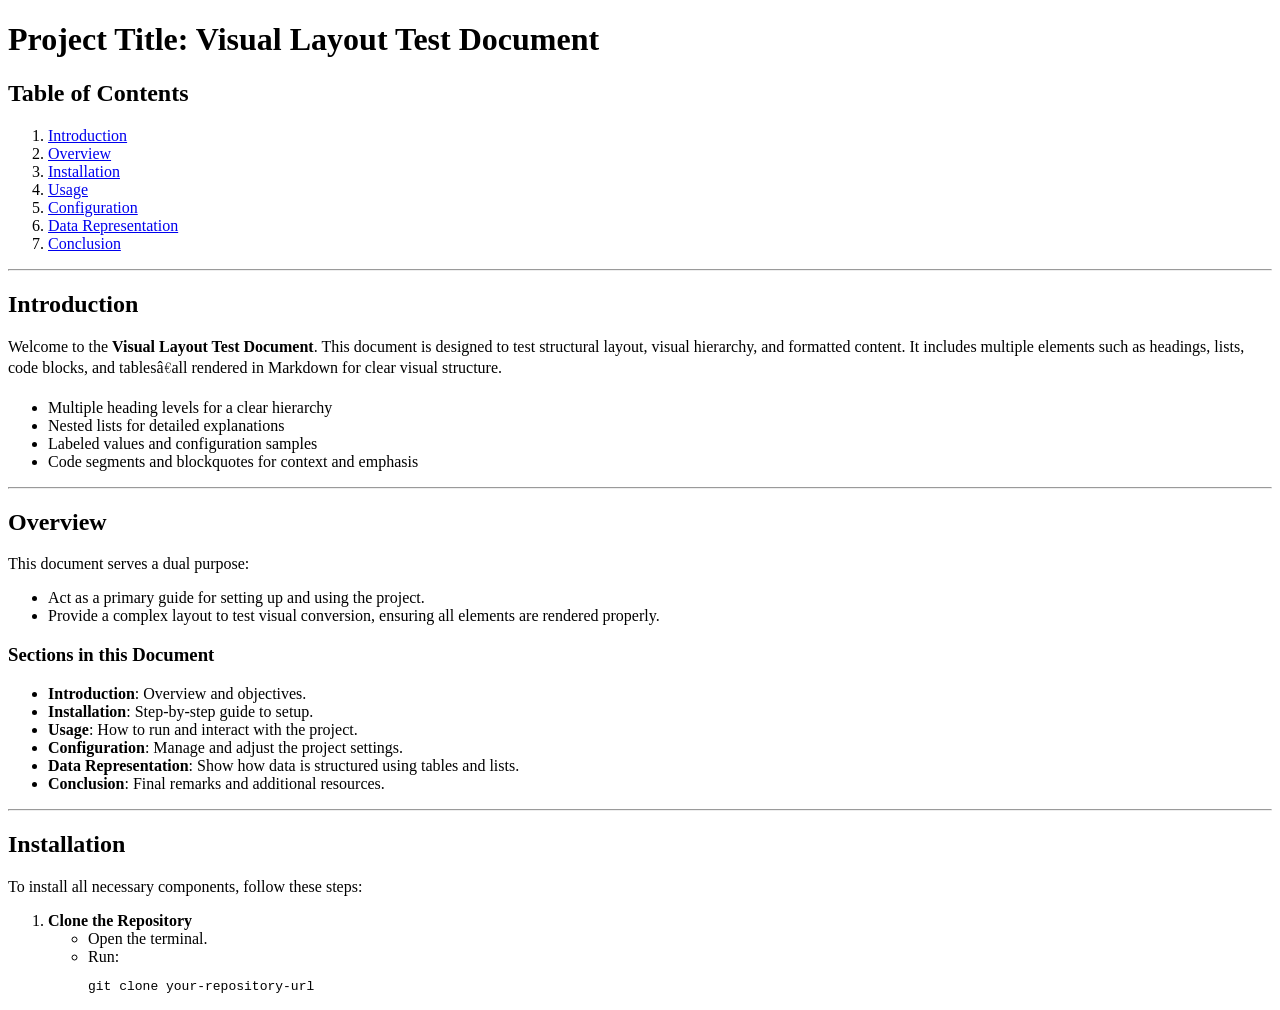 Project Title: Visual Layout Test Document
Table of Contents
1. Introduction
2. Overview
3. Installation
4. Usage
5. Configuration
6. Data Representation
7. Conclusion
Introduction
Welcome to the Visual Layout Test Document. This document is designed to test structural layout, visual hierarchy, and formatted content. It includes multiple elements such as headings, lists,
code blocks, and tablesâ€all rendered in Markdown for clear visual structure.
• Multiple heading levels for a clear hierarchy
• Nested lists for detailed explanations
• Labeled values and configuration samples
• Code segments and blockquotes for context and emphasis
Overview
This document serves a dual purpose:
• Act as a primary guide for setting up and using the project.
• Provide a complex layout to test visual conversion, ensuring all elements are rendered properly.
Sections in this Document
• Introduction: Overview and objectives.
• Installation: Step-by-step guide to setup.
• Usage: How to run and interact with the project.
• Configuration: Manage and adjust the project settings.
• Data Representation: Show how data is structured using tables and lists.
• Conclusion: Final remarks and additional resources.
Installation
To install all necessary components, follow these steps:
1. Clone the Repository
◦ Open the terminal.
◦ Run:
git clone your-repository-url